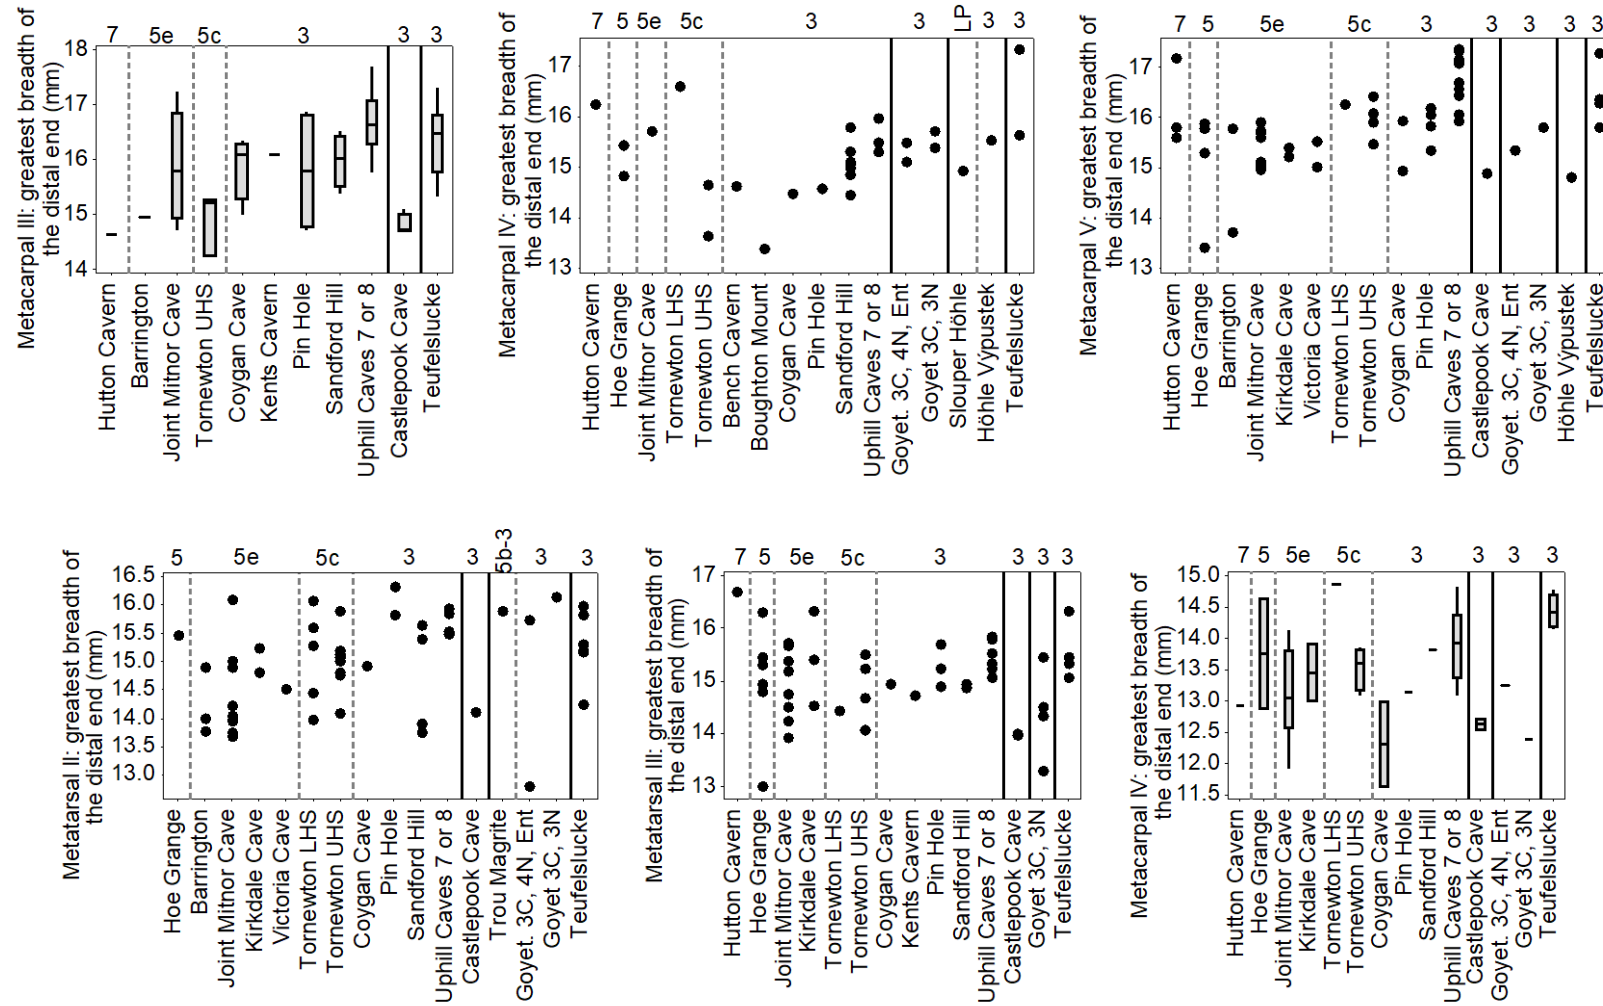 7 5e 5c 3 3 3
Metacarpal III: greatest breadth of
the distal end (mm)
18
17
16
15
14
Hutton Cavern
Barrington
Joint Mitnor Cave
Tornewton UHS
Coygan Cave
Kents Cavern
Pin Hole
Sandford Hill
Uphill Caves 7 or 8
Castlepook Cave
Teufelslucke
7 5 5e 5c 3 3 LP 3 3
Metacarpal IV: greatest breadth of
the distal end (mm)
17
16
15
14
13
Hutton Cavern
Hoe Grange
Joint Mitnor Cave
Tornewton LHS
Tornewton UHS
Bench Cavern
Boughton Mount
Coygan Cave
Pin Hole
Sandford Hill
Uphill Caves 7 or 8
Goyet. 3C, 4N, Ent
Goyet 3C, 3N
Slouper Höhle
Höhle Výpustek
Teufelslucke
7 5 5e 5c 3 3 3 3 3
Metacarpal V: greatest breadth of
the distal end (mm)
17
16
15
14
13
Hutton Cavern
Hoe Grange
Barrington
Joint Mitnor Cave
Kirkdale Cave
Victoria Cave
Tornewton LHS
Tornewton UHS
Coygan Cave
Pin Hole
Uphill Caves 7 or 8
Castlepook Cave
Goyet. 3C, 4N, Ent
Goyet 3C, 3N
Höhle Výpustek
Teufelslucke
5 5e 5c 3 3 5b-3 3 3
Metatarsal II: greatest breadth of
the distal end (mm)
16.5
16.0
15.5
15.0
14.5
14.0
13.5
13.0
Hoe Grange
Barrington
Joint Mitnor Cave
Kirkdale Cave
Victoria Cave
Tornewton LHS
Tornewton UHS
Coygan Cave
Pin Hole
Sandford Hill
Uphill Caves 7 or 8
Castlepook Cave
Trou Magrite
Goyet. 3C, 4N, Ent
Goyet 3C, 3N
Teufelslucke
7 5 5e 5c 3 3 3 3
Metatarsal III: greatest breadth of
the distal end (mm)
17
16
15
14
13
Hutton Cavern
Hoe Grange
Joint Mitnor Cave
Kirkdale Cave
Tornewton LHS
Tornewton UHS
Coygan Cave
Kents Cavern
Pin Hole
Sandford Hill
Uphill Caves 7 or 8
Castlepook Cave
Goyet 3C, 3N
Teufelslucke
7 5 5e 5c 3 3 3 3
Metacarpal IV: greatest breadth of
the distal end (mm)
15.0
14.5
14.0
13.5
13.0
12.5
12.0
11.5
Hutton Cavern
Hoe Grange
Joint Mitnor Cave
Kirkdale Cave
Tornewton LHS
Tornewton UHS
Coygan Cave
Pin Hole
Sandford Hill
Uphill Caves 7 or 8
Castlepook Cave
Goyet. 3C, 4N, Ent
Goyet 3C, 3N
Teufelslucke